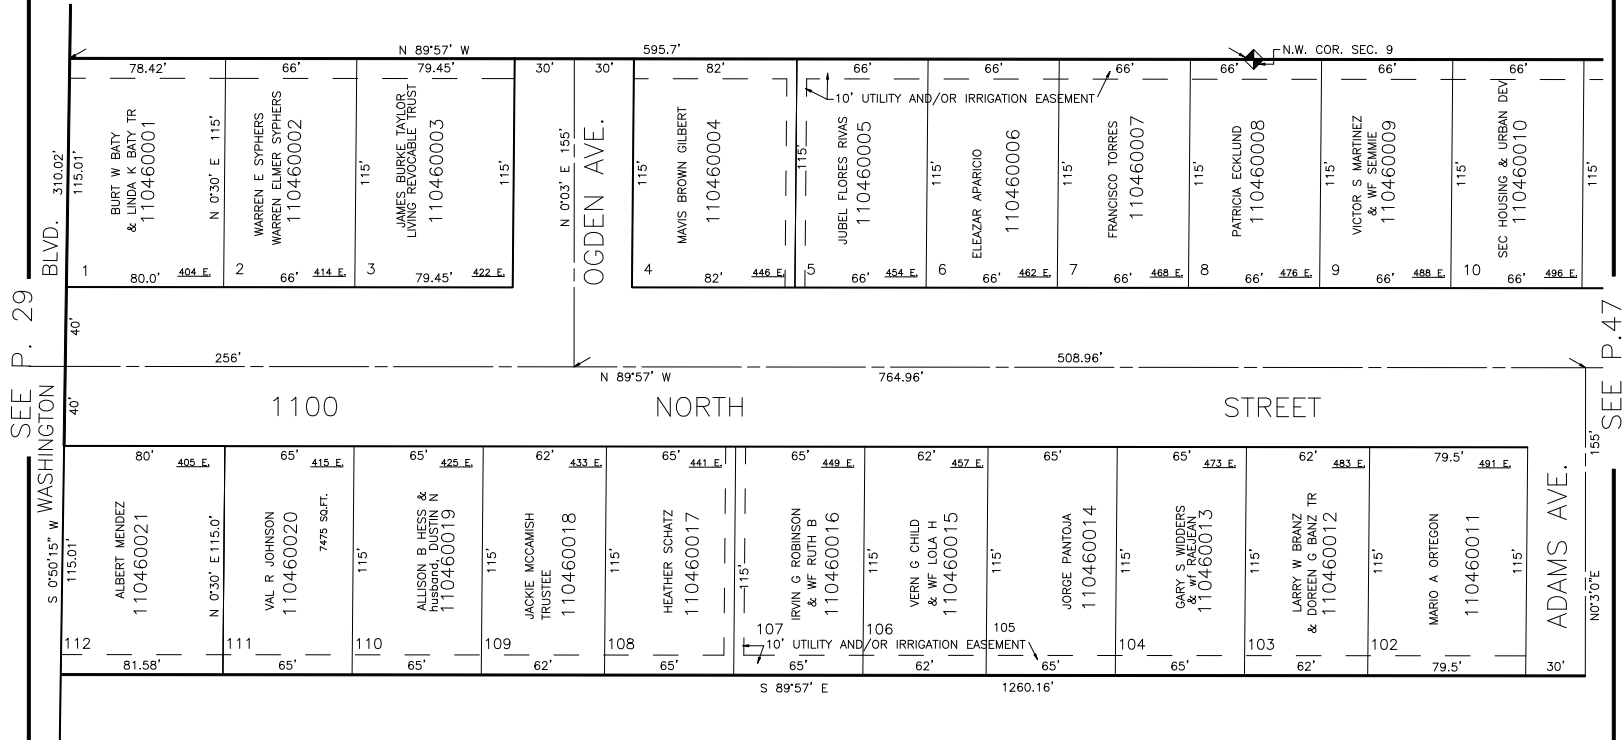 N 89°57' W
595.7'
N.W. COR. SEC. 9
78.42'
66'
79.45'
30'
30'
82'
66'
66'
66'
66'
66'
66'
10' UTILITY AND/OR IRRIGATION EASEMENT
310.02'
115.01'
BURT W BATY
& LINDA K BATY TR
110460001
N 0°30' E 115'
WARREN E SYPHERS
WARREN ELMER SYPHERS
110460002
115'
JAMES BURKE TAYLOR
LIVING REVOCABLE TRUST
110460003
115'
N 0°03' E 155'
OGDEN AVE.
115'
MAVIS BROWN GILBERT
110460004
115'
JUBEL FLORES RIVAS
110460005
115'
ELEAZAR APARICIO
110460006
115'
FRANCISCO TORRES
110460007
115'
PATRICIA ECKLUND
110460008
115'
VICTOR S MARTINEZ
& WF SEMMIE
110460009
115'
SEC HOUSING & URBAN DEV
110460010
115'
1
404 E.
2
414 E.
3
422 E.
4
446 E.
5
454 E.
6
462 E.
7
468 E.
8
476 E.
9
488 E.
10
496 E.
80.0'
66'
79.45'
82'
66'
66'
66'
66'
66'
66'
SEE P. 29
WASHINGTON BLVD.
SEE P.47
40'
256'
508.96'
N 89°57' W
764.96'
40'
1100 NORTH STREET
80'
405 E.
65'
415 E.
65'
425 E.
62'
433 E.
65'
441 E.
65'
449 E.
62'
457 E.
65'
65'
473 E.
62'
483 E.
79.5'
491 E.
155'
S 0°50'15" W
115.01'
ALBERT MENDEZ
110460021
N 0°30' E 115.0'
VAL R JOHNSON
110460020
7475 SQ.FT.
115'
ALLISON B HESS &
husband, DUSTIN N
110460019
115'
JACKIE MCCAMISH
TRUSTEE
110460018
115'
HEATHER SCHATZ
110460017
115'
IRVIN G ROBINSON
& WF RUTH B
110460016
115'
VERN G CHILD
& WF LOLA H
110460015
115'
JORGE PANTOJA
110460014
115'
GARY S WIDDERS
& wf RAEJEAN
110460013
115'
LARRY W BRANZ
& DOREEN G BANZ TR
110460012
115'
MARIO A ORTEGON
110460011
115'
ADAMS AVE.
N0°3'0"E
112
111
110
109
108
107
106
105
104
103
102
10' UTILITY AND/OR IRRIGATION EASEMENT
81.58'
65'
65'
62'
65'
65'
62'
65'
65'
62'
79.5'
30'
S 89°57' E
1260.16'